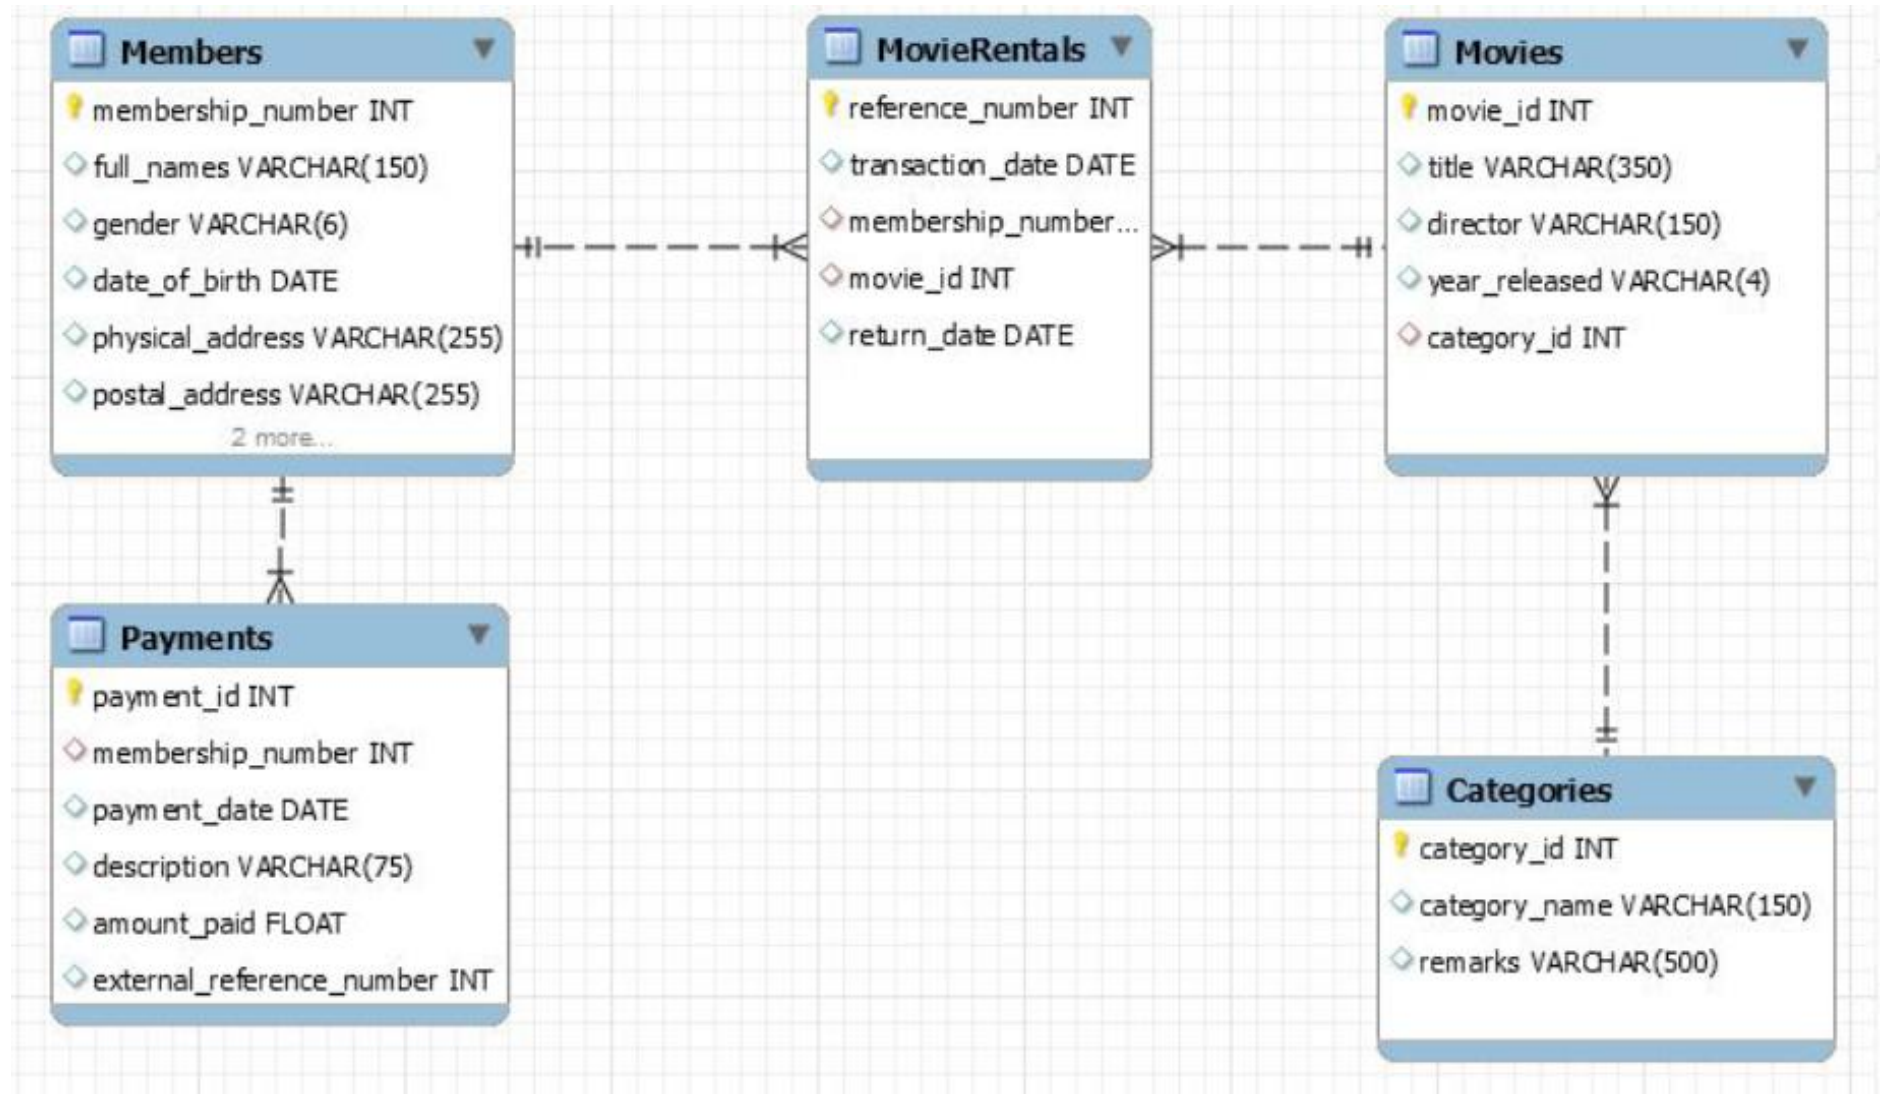 Members
membership_number INT
full_names VARCHAR(150)
gender VARCHAR(6)
date_of_birth DATE
physical_address VARCHAR(255)
postal_address VARCHAR(255)
2 more...
MovieRentals
reference_number INT
transaction_date DATE
membership_number...
movie_id INT
return_date DATE
Movies
movie_id INT
title VARCHAR(350)
director VARCHAR(150)
year_released VARCHAR(4)
category_id INT
Payments
payment_id INT
membership_number INT
payment_date DATE
description VARCHAR(75)
amount_paid FLOAT
external_reference_number INT
Categories
category_id INT
category_name VARCHAR(150)
remarks VARCHAR(500)